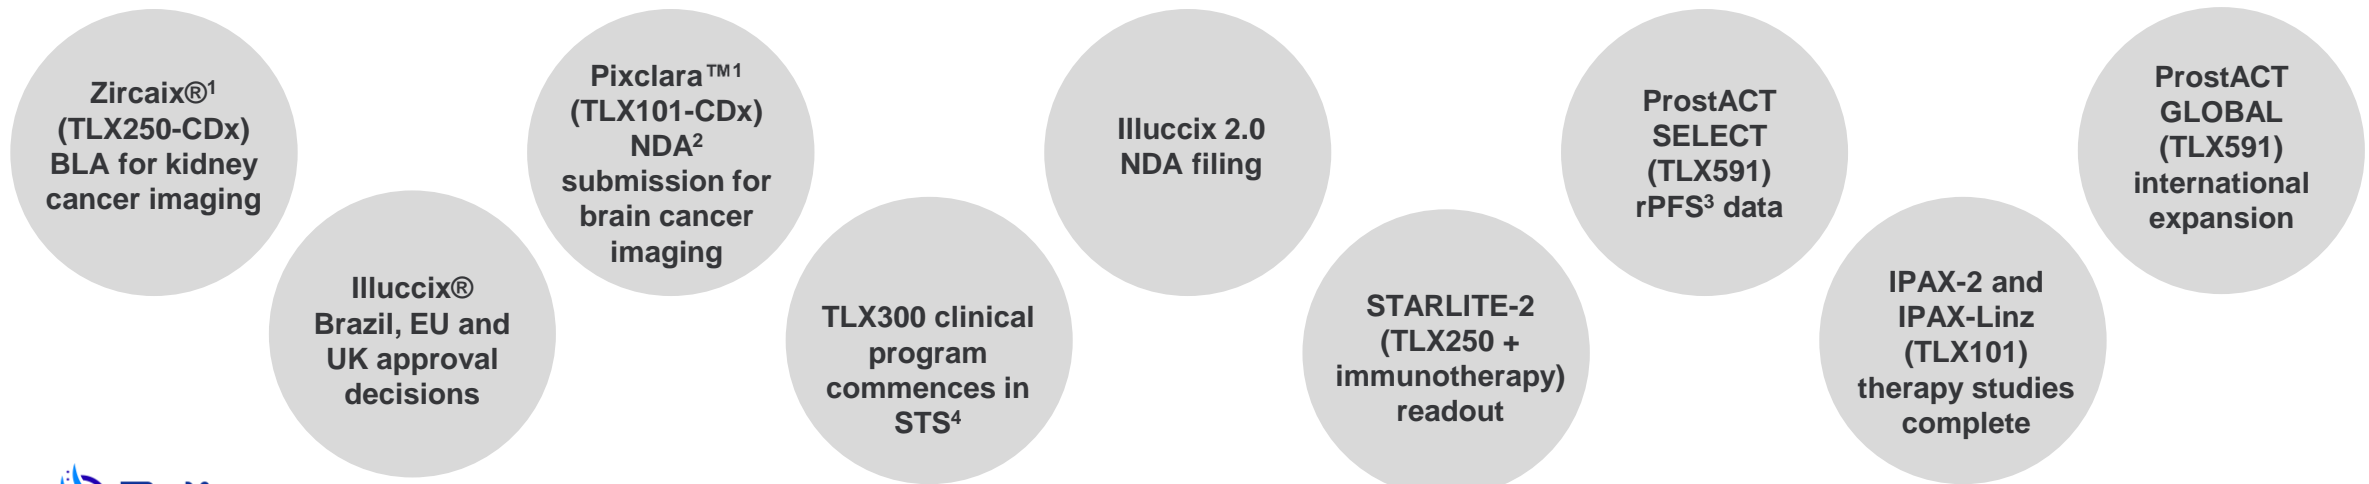 Zircaix®1
(TLX250-CDx)
BLA for kidney
cancer imaging
Illuccix®
Brazil, EU and
UK approval
decisions
Pixclara™1
(TLX101-CDx)
NDA2
submission for
brain cancer
imaging
TLX300 clinical
program
commences in
STS4
Illuccix 2.0
NDA filing
STARLITE-2
(TLX250 +
immunotherapy)
readout
ProstACT
SELECT
(TLX591)
rPFS3 data
IPAX-2 and
IPAX-Linz
(TLX101)
therapy studies
complete
ProstACT
GLOBAL
(TLX591)
international
expansion